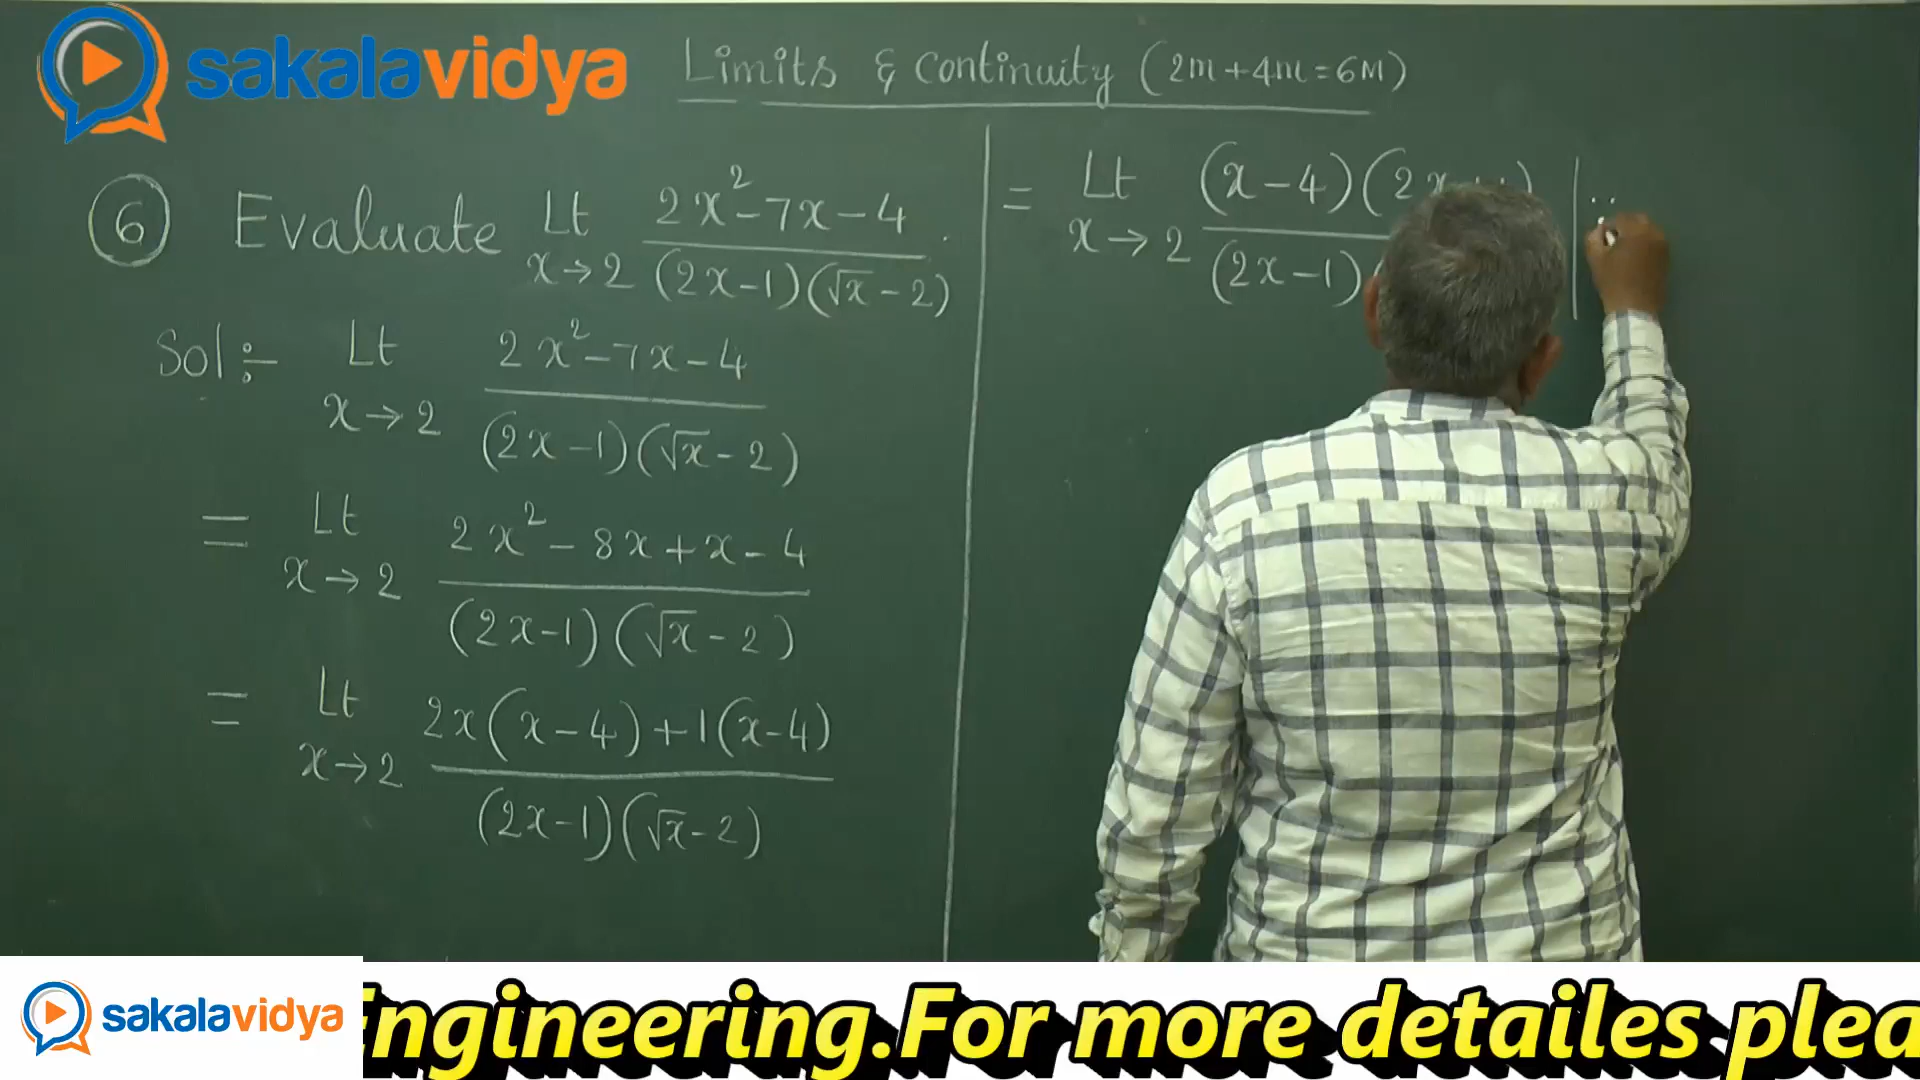 sakalavidya
Limits & continuity (2m+4m=6M)
6 Evaluate Lt x→2 2x²-7x-4 / (2x-1)(√x-2)
Sol÷ Lt x→2 2x²-7x-4 / (2x-1)(√x-2)
= Lt x→2 2x²-8x+x-4 / (2x-1)(√x-2)
= Lt x→2 2x(x-4)+1(x-4) / (2x-1)(√x-2)
= Lt x→2 (x-4)(2x / (2x-1)(
sakalavidya
Engineering.For more detailes plea